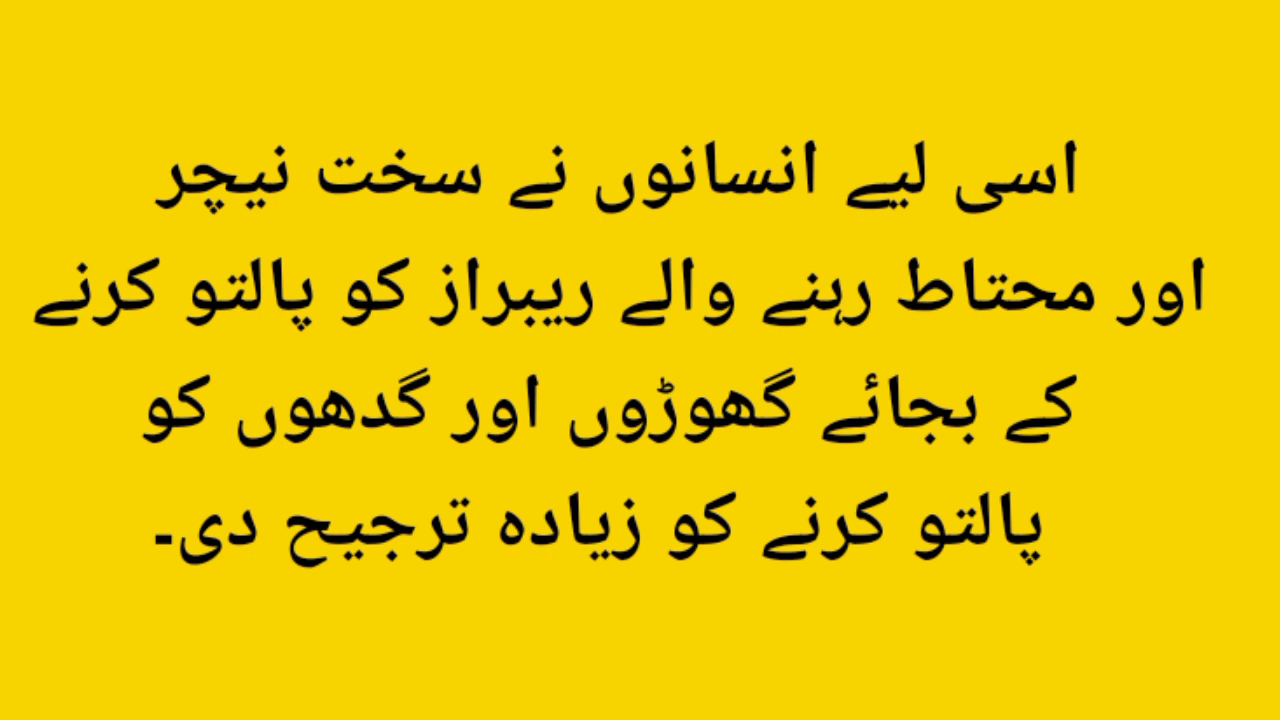 اسی لیے انسانوں نے سخت نیچر
اور محتاط رہنے والے ریبراز کو پالتو کرنے
کے بجائے گھوڑوں اور گدھوں کو
پالتو کرنے کو زیادہ ترجیح دی۔